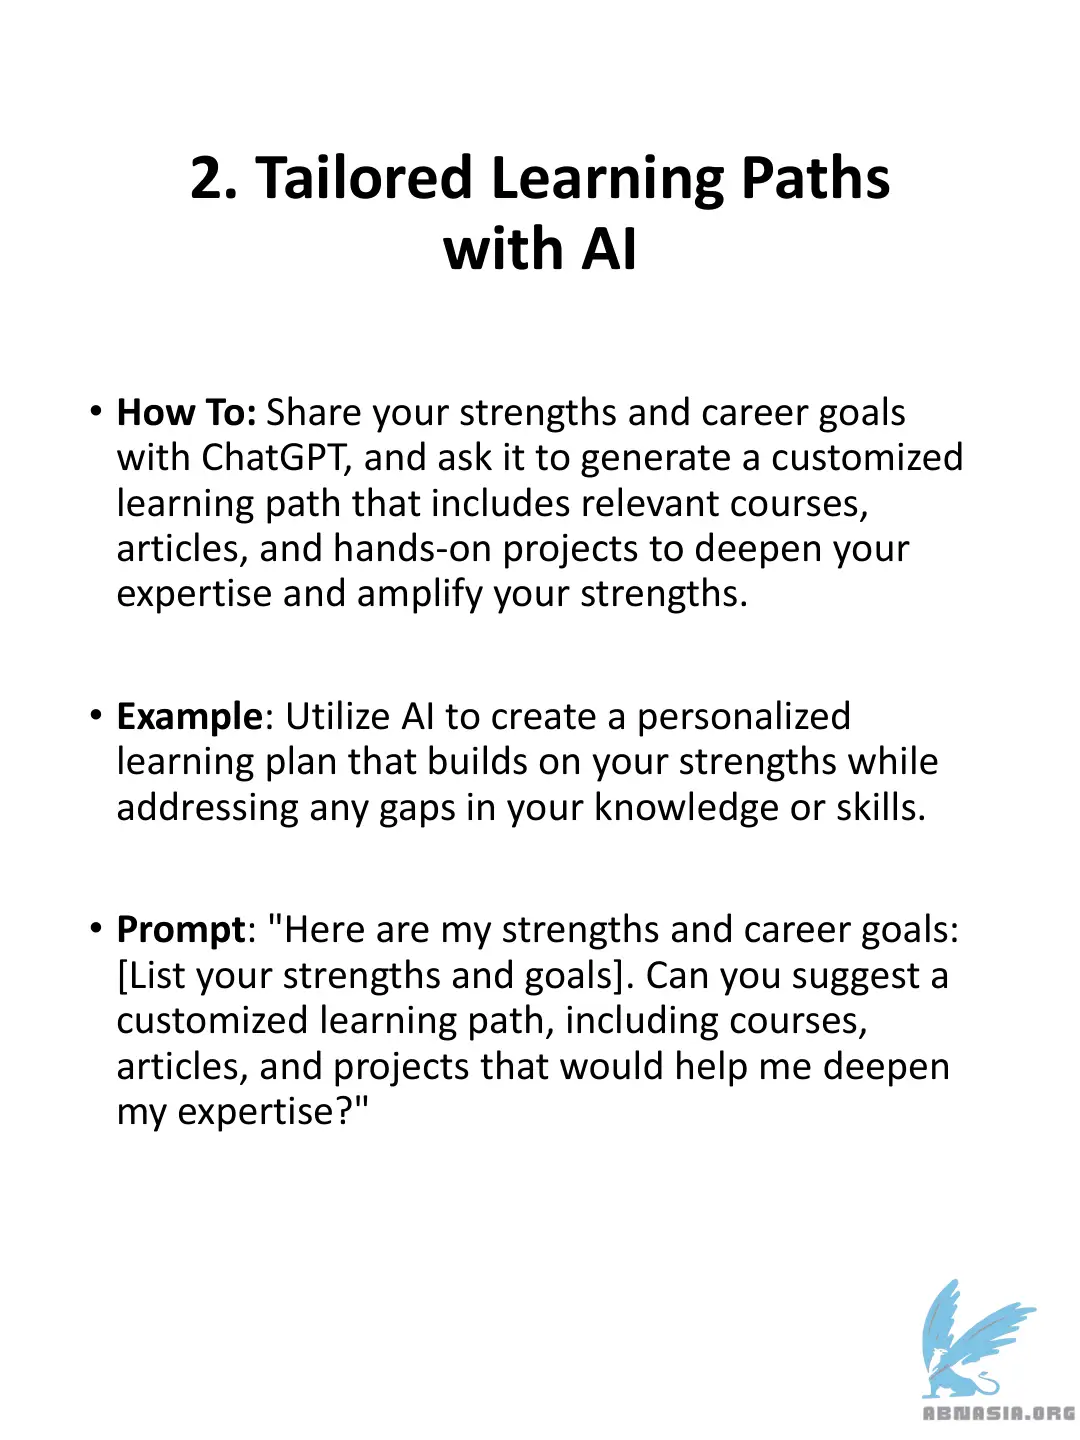 2. Tailored Learning Paths
with AI
• How To: Share your strengths and career goals
with ChatGPT, and ask it to generate a customized
learning path that includes relevant courses,
articles, and hands-on projects to deepen your
expertise and amplify your strengths.
• Example: Utilize AI to create a personalized
learning plan that builds on your strengths while
addressing any gaps in your knowledge or skills.
• Prompt: "Here are my strengths and career goals:
[List your strengths and goals]. Can you suggest a
customized learning path, including courses,
articles, and projects that would help me deepen
my expertise?"
ABNASIA.ORG